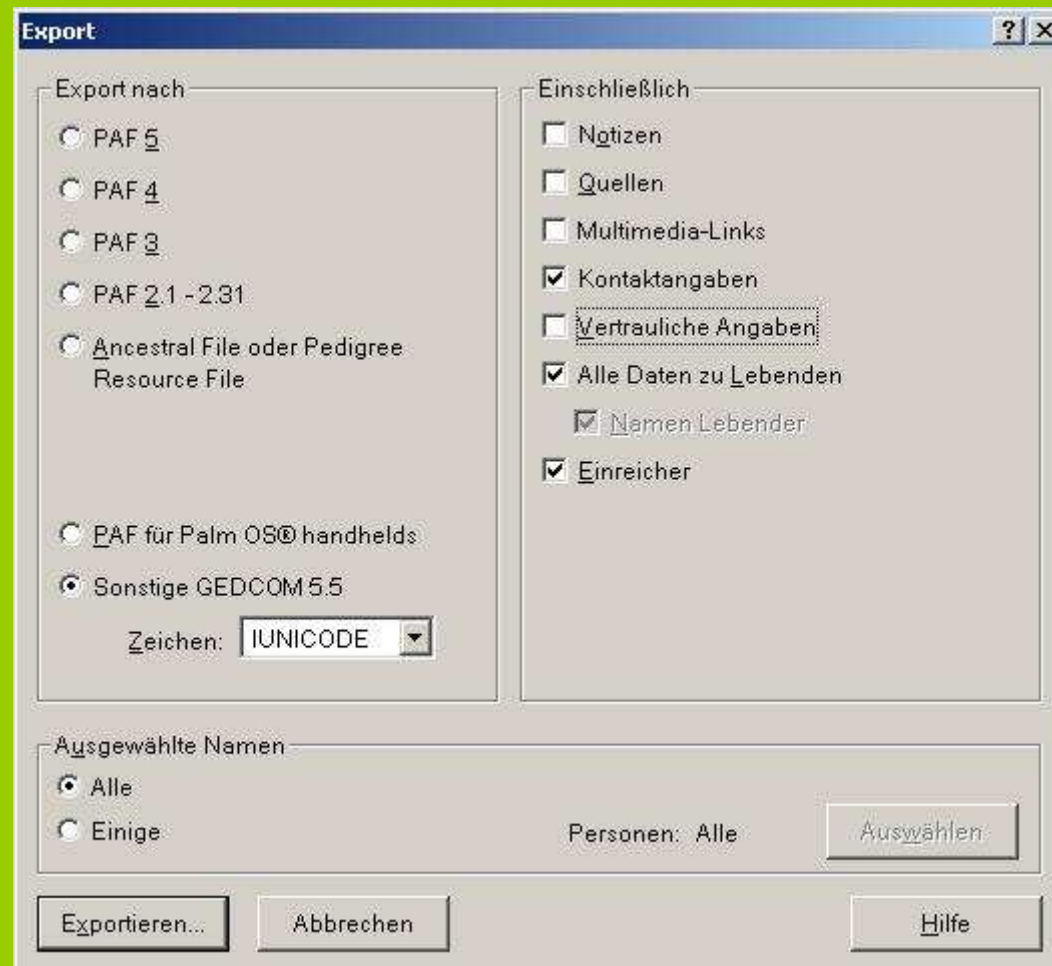 Export
Export nach
PAF 5
PAF 4
PAF 3
PAF 2.1 - 2.31
Ancestral File oder Pedigree
Resource File
PAF für Palm OS® handhelds
Sonstige GEDCOM 5.5
Zeichen: IUNICODE
Einschließlich
Notizen
Quellen
Multimedia-Links
Kontaktangaben
Vertrauliche Angaben
Alle Daten zu Lebenden
Namen Lebender
Einreicher
Ausgewählte Namen
Alle
Einige
Personen: Alle
Auswählen
Exportieren...
Abbrechen
Hilfe